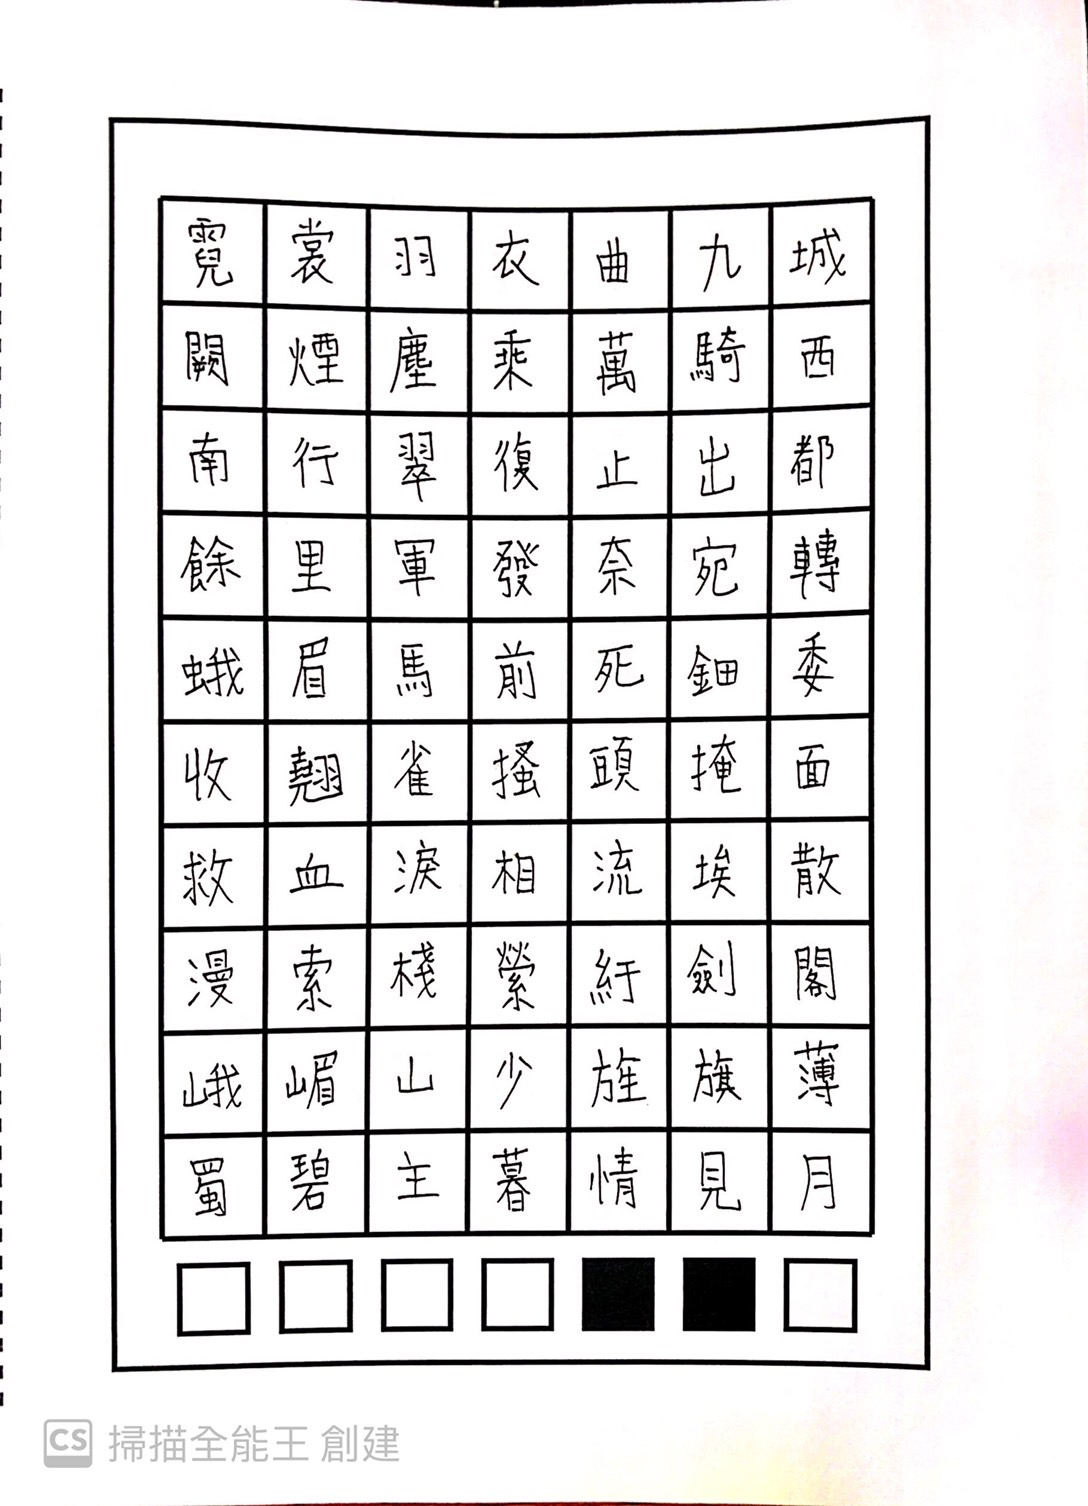 霓裳羽衣曲九城
闕煙塵乘萬騎西
南行翠復止出都
餘里軍發奈宛轉
蛾眉馬前死鈿委
收翹雀搔頭掩面
救血淚相流埃散
漫索棧縈紆劍閣
峨嵋山少旌旗薄
蜀碧主暮情見月
CS 掃描全能王 創建